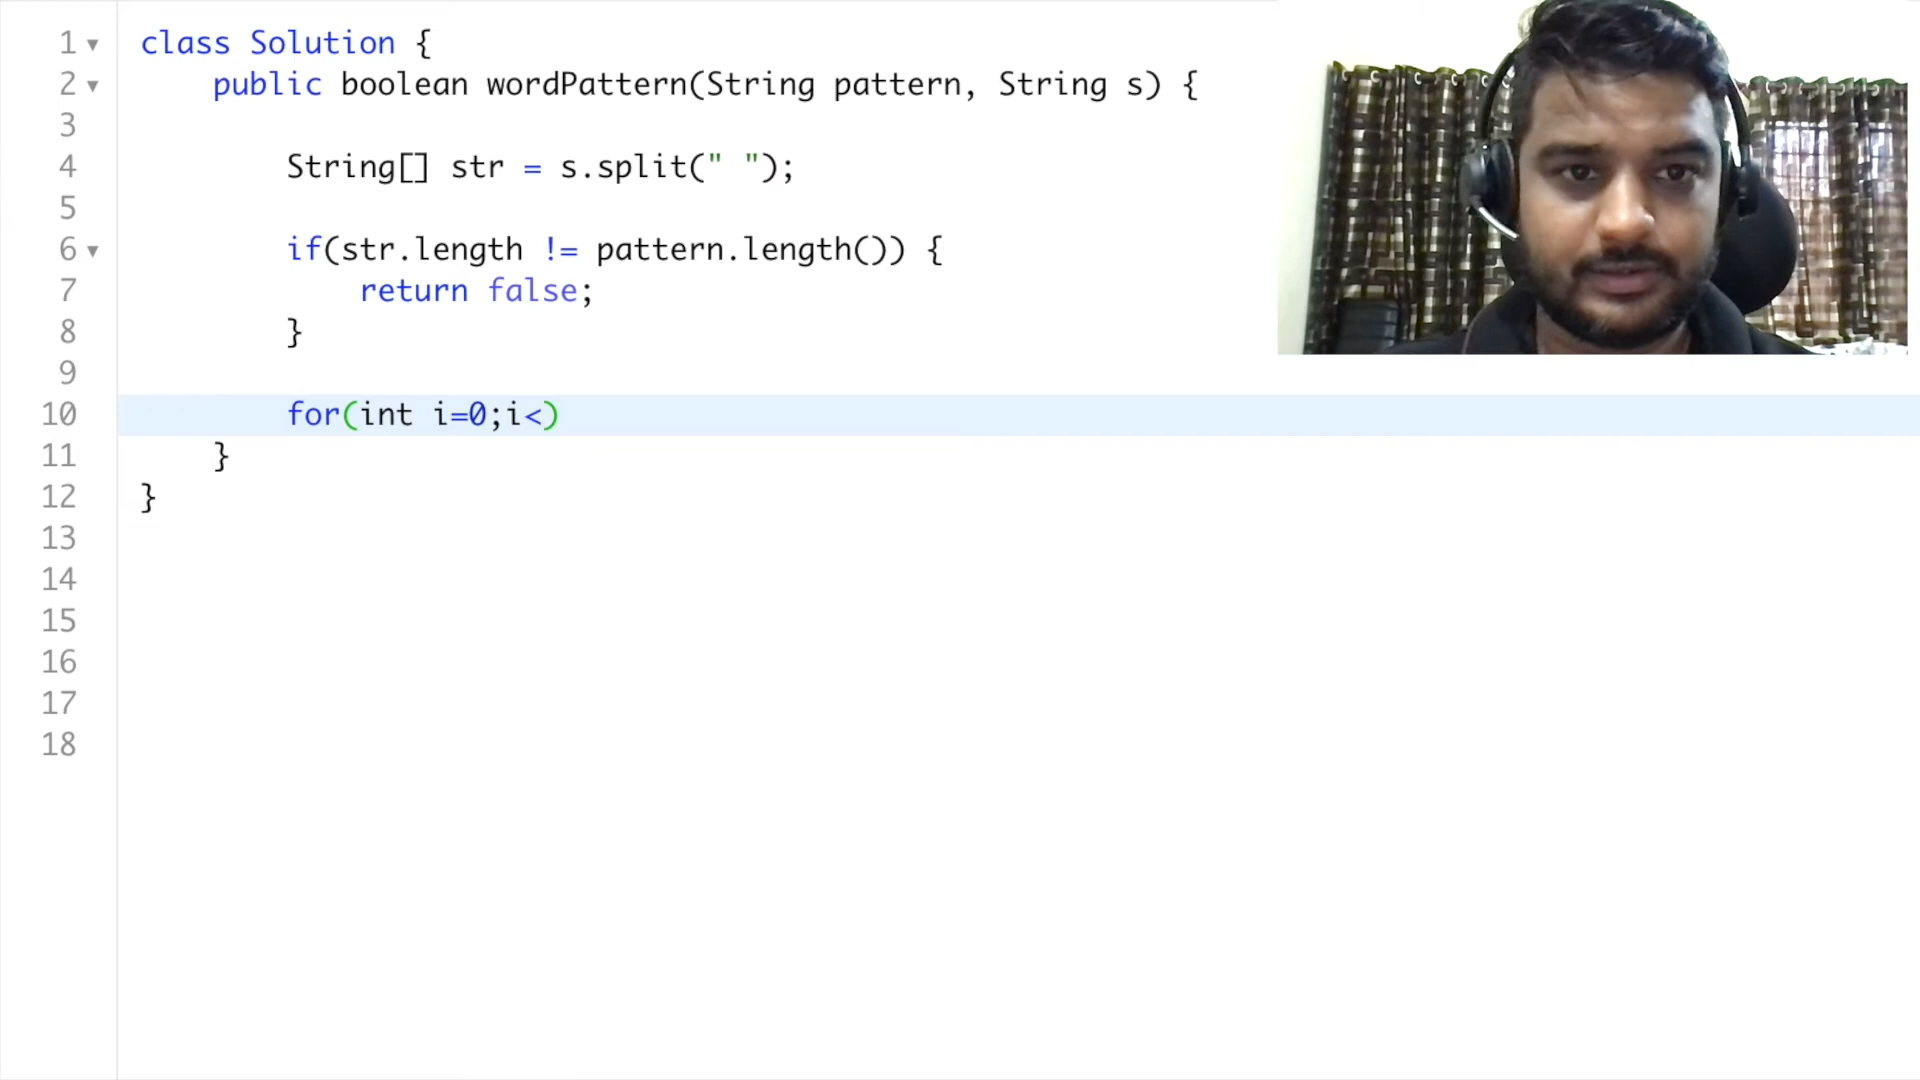 1 class Solution {
2 public boolean wordPattern(String pattern, String s) {
3
4 String[] str = s.split(" ");
5
6 if(str.length != pattern.length()) {
7 return false;
8 }
9
10 for(int i=0;i<)
11 }
12 }
13
14
15
16
17
18